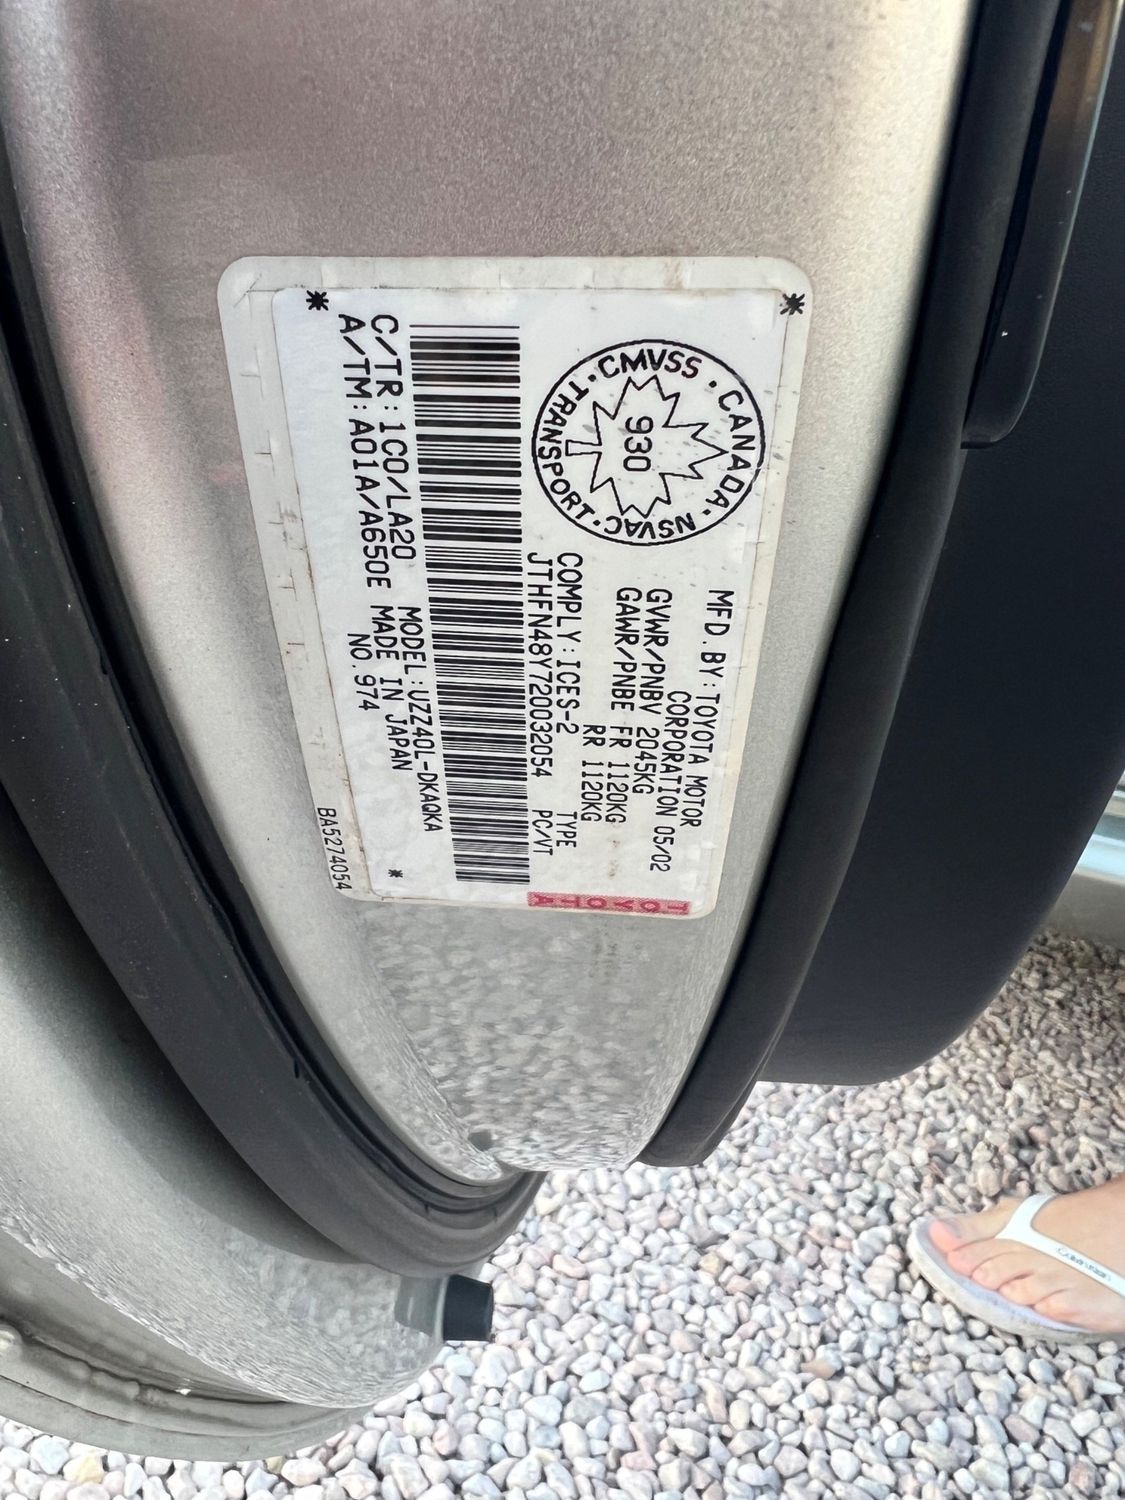 MFD. BY: TOYOTA MOTOR
CORPORATION 05/02
GVWR/PNBV 2045KG
GAWR/PNBE FR 1120KG
RR 1120KG
COMPLY: ICES-2 TYPE
JTHFN48Y720032054 PC/VT
CANADA · NSVAC · TRANSPORT · CMVSS ·
930
TOYOTA
MODEL: UZZ40L-DKAQKA
C/TR: 1C0/LA20
A/TM: A01A/A650E MADE IN JAPAN
NO. 974
BA5274054